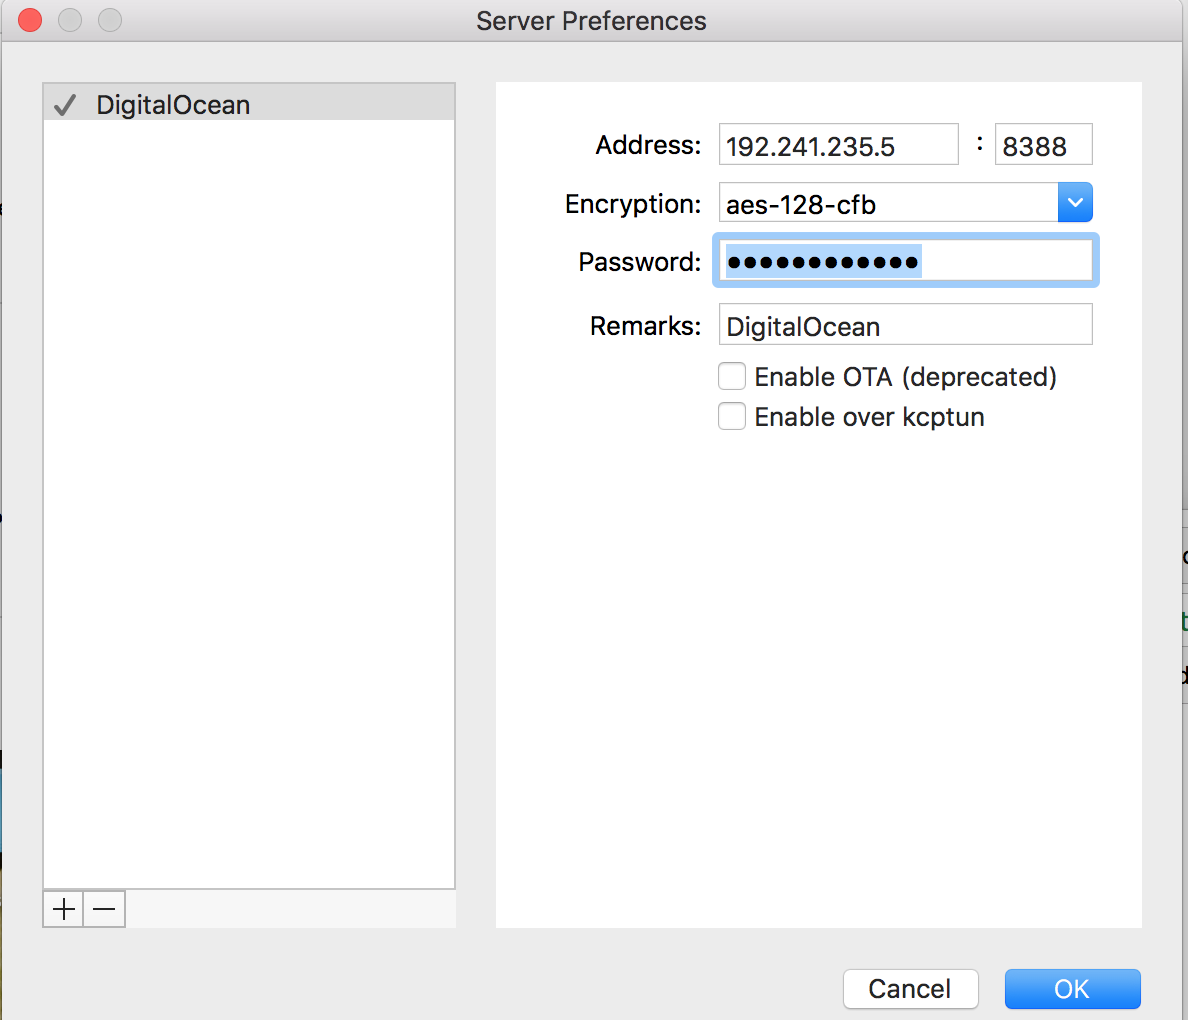 Server Preferences
DigitalOcean
Address: 192.241.235.5 : 8388
Encryption: aes-128-cfb
Password: ●●●●●●●●●●●●
Remarks: DigitalOcean
Enable OTA (deprecated)
Enable over kcptun
Cancel OK